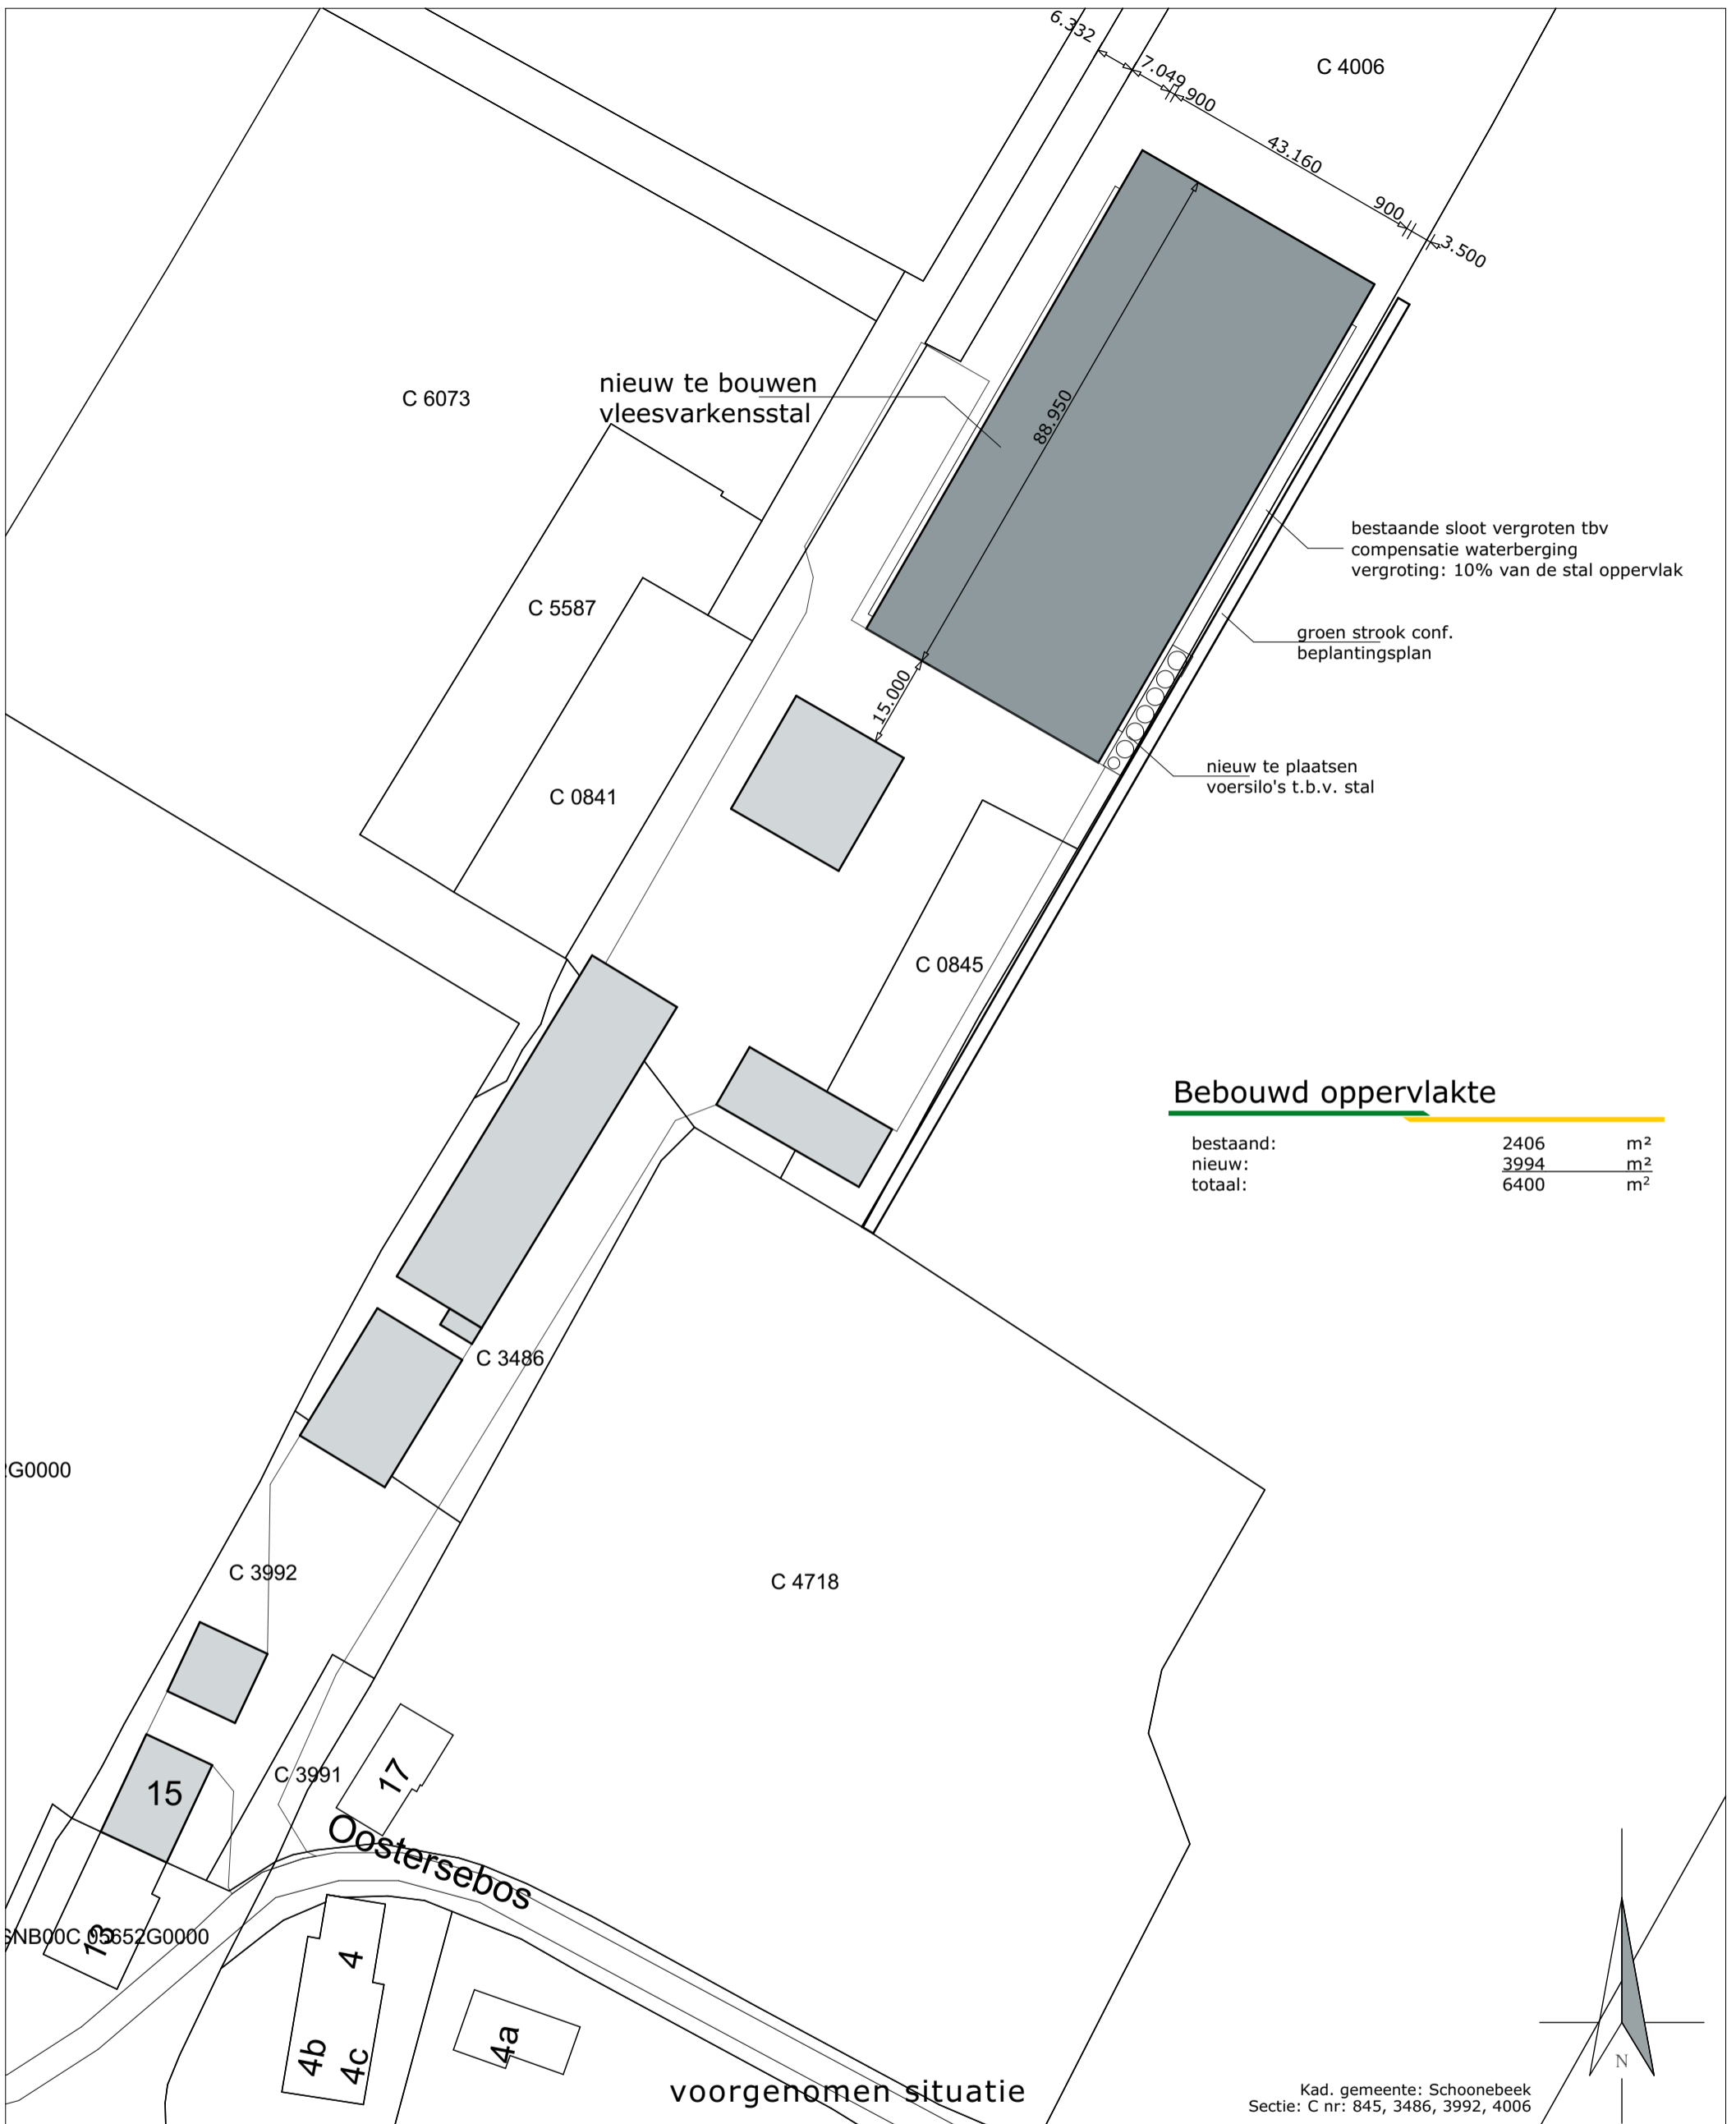 6.332
7.049
900
43.160
900
3.500
C 4006
C 6073
nieuw te bouwen
vleesvarkensstal
88.950
bestaande sloot vergroten tbv
compensatie waterberging
vergroting: 10% van de stal oppervlak
C 5587
groen strook conf.
beplantingsplan
15.000
nieuw te plaatsen
voersilo's t.b.v. stal
C 0841
C 0845
Bebouwd oppervlakte
bestaand: 2406 m²
nieuw: 3994 m²
totaal: 6400 m²
C 3486
G0000
C 3992
C 4718
C 3991
17
15
Oostersebos
13
SNB00C 05652G0000
4
4b
4c
4a
voorgenomen situatie
N
Kad. gemeente: Schoonebeek
Sectie: C nr: 845, 3486, 3992, 4006